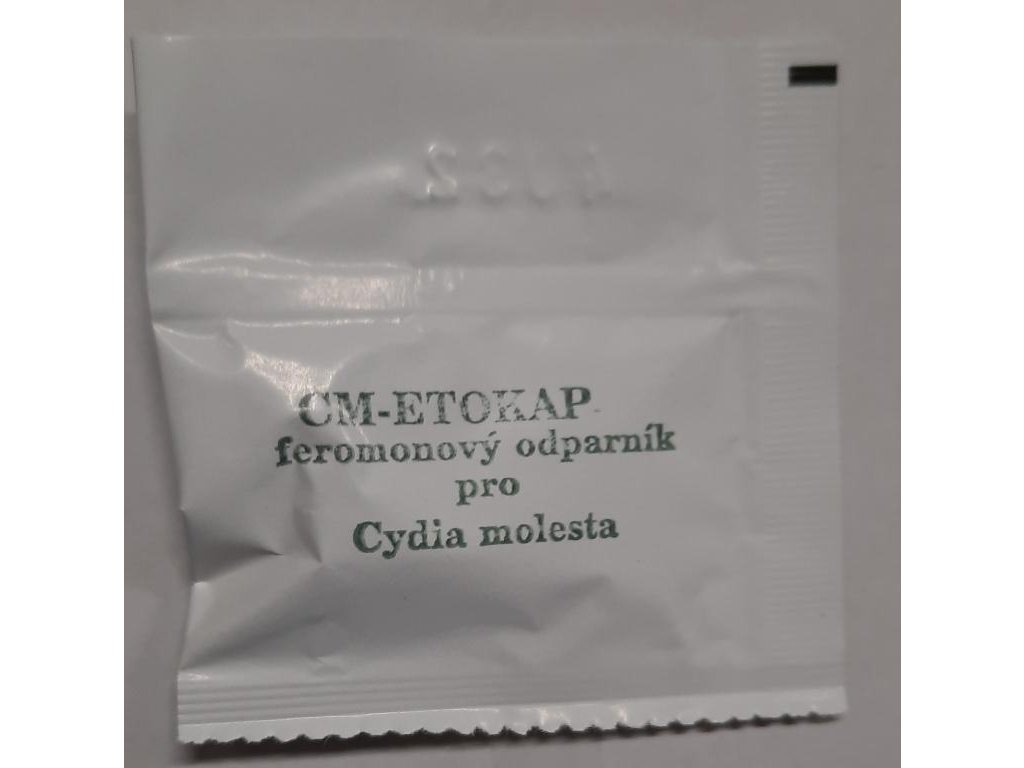 CM-ETOKAP
feromonový odparník
pro
Cydia molesta